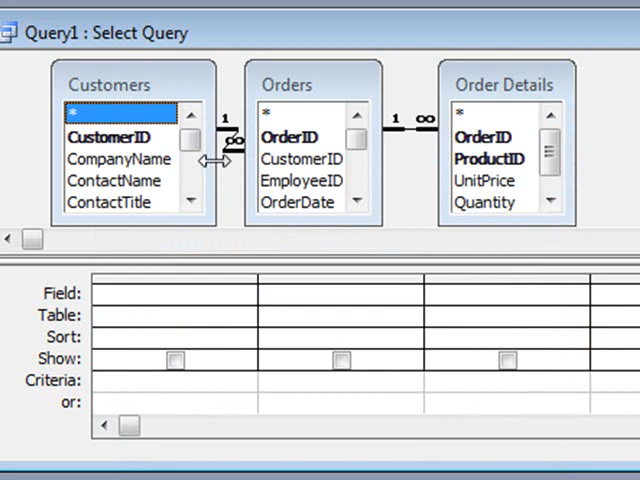 Query1 : Select Query
Customers
*
CustomerID
CompanyName
ContactName
ContactTitle
1
∞
Orders
*
OrderID
CustomerID
EmployeeID
OrderDate
1
∞
Order Details
*
OrderID
ProductID
UnitPrice
Quantity
Field:
Table:
Sort:
Show:
Criteria:
or: